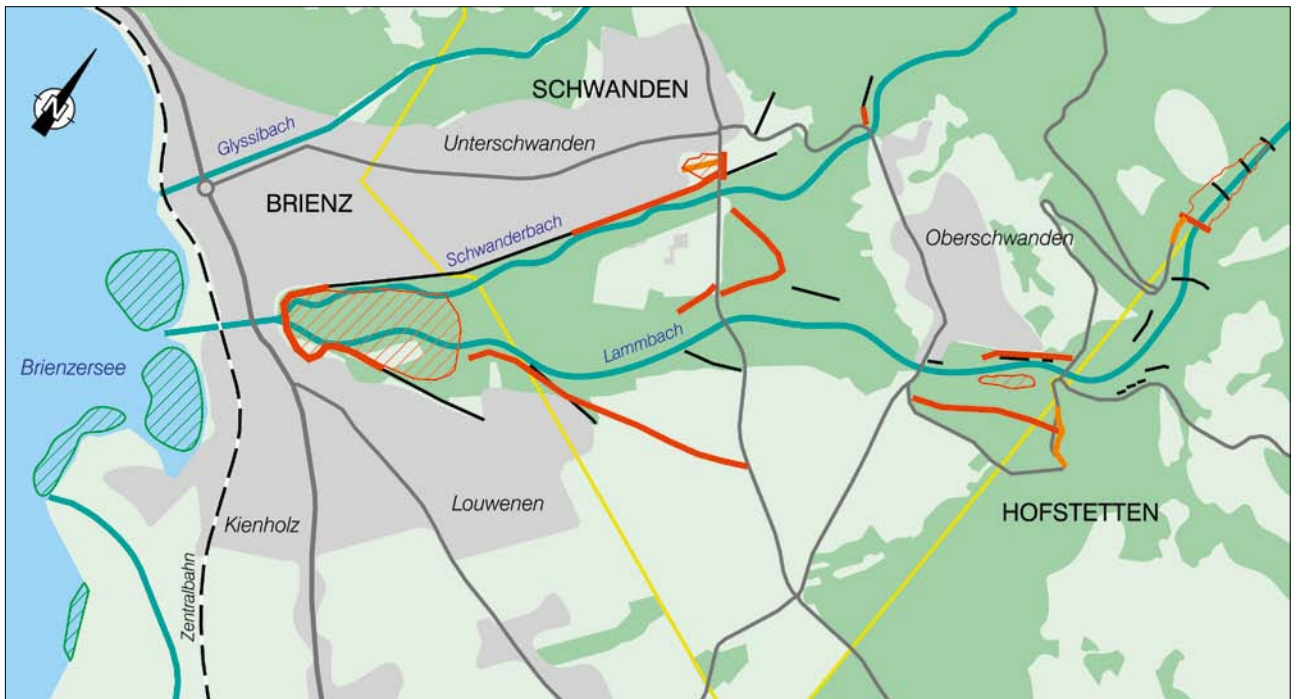 N
SCHWANDEN
Glyssibach
Unterschwanden
BRIENZ
Schwanderbach
Oberschwanden
Lammbach
Brienzersee
HOFSTETTEN
Louwenen
Kienholz
Zentralbahn